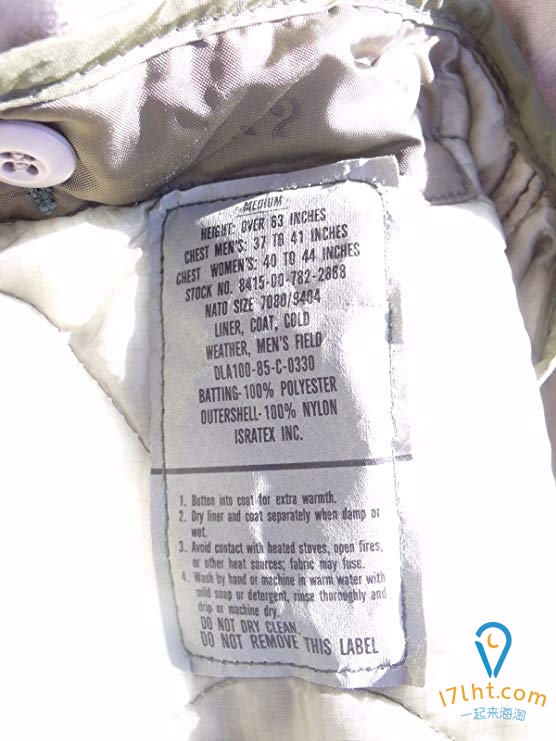 MEDIUM
HEIGHT: OVER 63 INCHES
CHEST MEN'S: 37 TO 41 INCHES
CHEST WOMEN'S: 40 TO 44 INCHES
STOCK NO. 8415-00-782-2888
NATO SIZE 7080/9404
LINER, COAT, COLD
WEATHER, MEN'S FIELD
DLA100-85-C-0330
BATTING-100% POLYESTER
OUTERSHELL-100% NYLON
ISRATEX INC.
1. Button into coat for extra warmth.
2. Dry liner and coat separately when damp or
wet.
3. Avoid contact with heated stoves, open fires,
or other heat sources; fabric may fuse.
4. Wash by hand or machine in warm water with
mild soap or detergent, rinse thoroughly and
drip or machine dry.
DO NOT DRY CLEAN.
DO NOT REMOVE THIS LABEL
17lht.com
一起来海淘